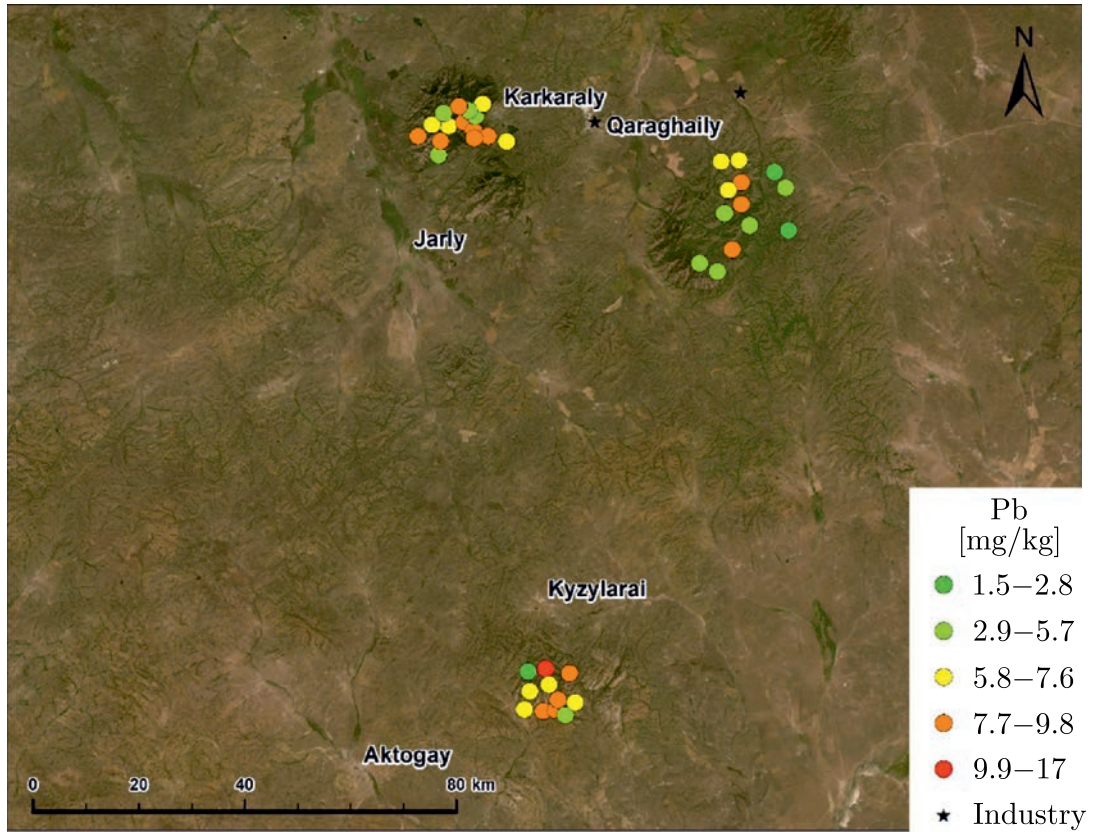 N
Karkaraly
Qaraghaily
Jarly
Kyzylarai
Aktogay
0 20 40 80 km
Pb
[mg/kg]
1.5–2.8
2.9–5.7
5.8–7.6
7.7–9.8
9.9–17
Industry